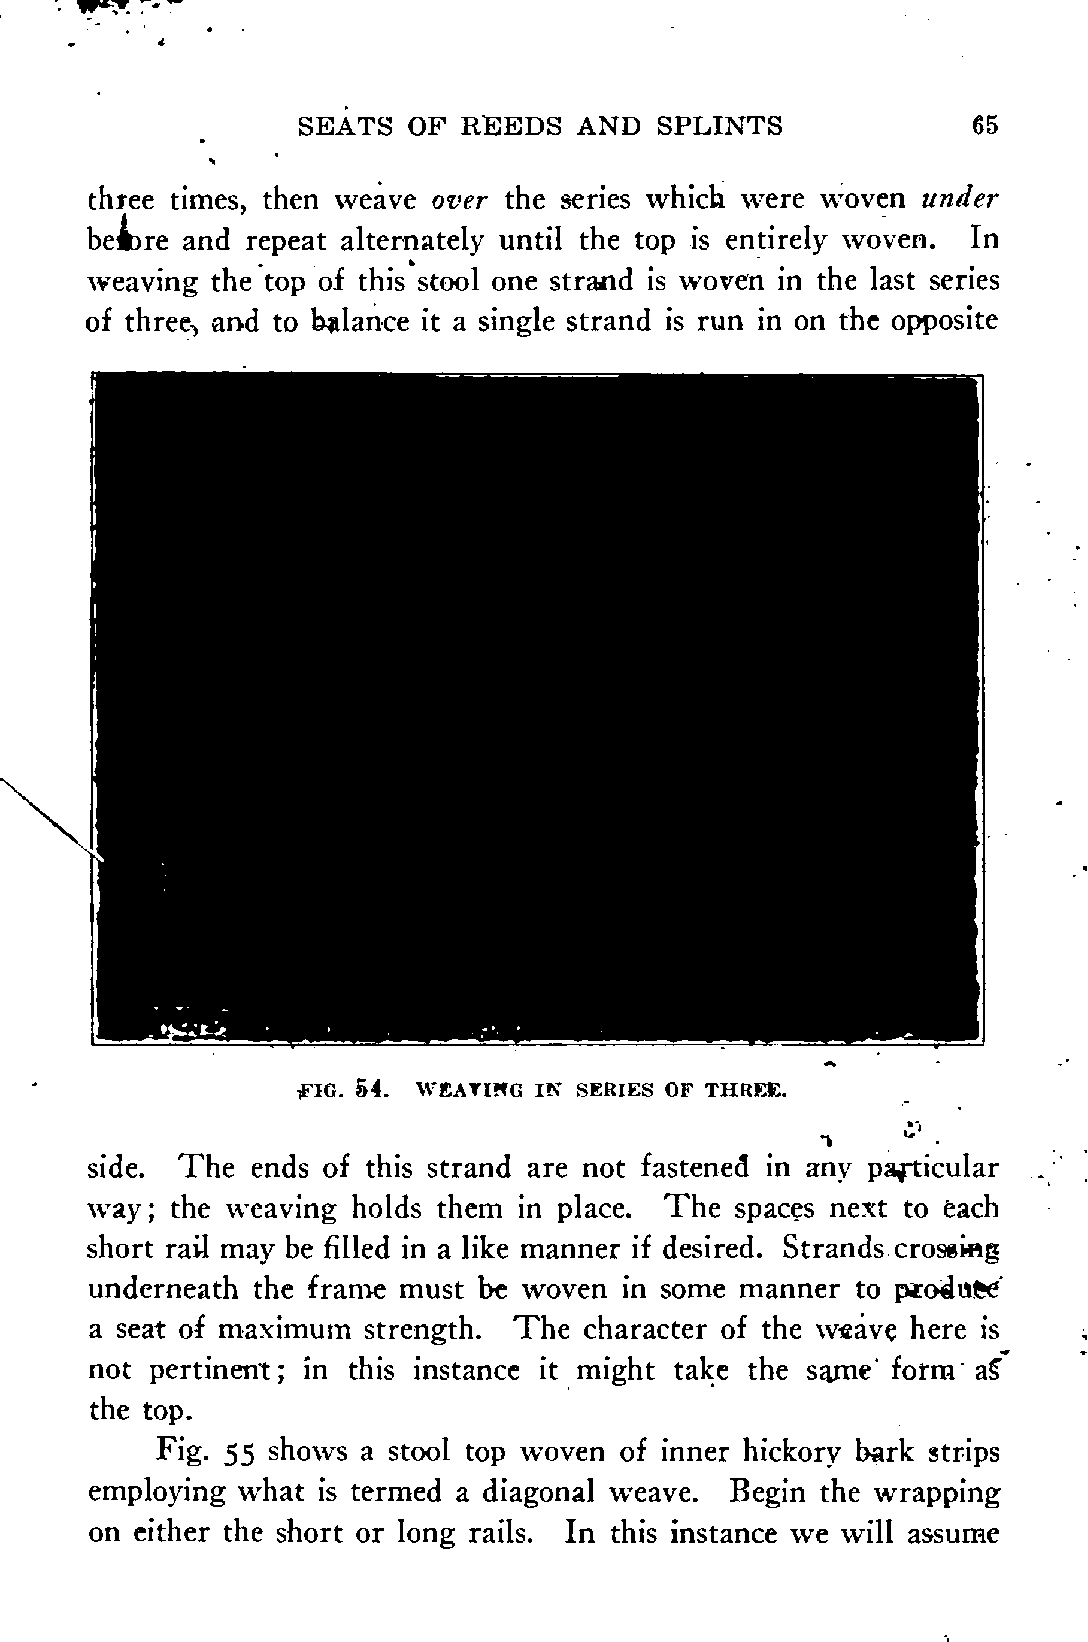 SEATS OF REEDS AND SPLINTS 65
three times, then weave over the series which were woven under
before and repeat alternately until the top is entirely woven. In
weaving the top of this stool one strand is woven in the last series
of three, and to balance it a single strand is run in on the opposite
FIG. 54. WEAVING IN SERIES OF THREE.
side. The ends of this strand are not fastened in any particular
way; the weaving holds them in place. The spaces next to each
short rail may be filled in a like manner if desired. Strands crossing
underneath the frame must be woven in some manner to produce
a seat of maximum strength. The character of the weave here is
not pertinent; in this instance it might take the same form as
the top.
Fig. 55 shows a stool top woven of inner hickory bark strips
employing what is termed a diagonal weave. Begin the wrapping
on either the short or long rails. In this instance we will assume